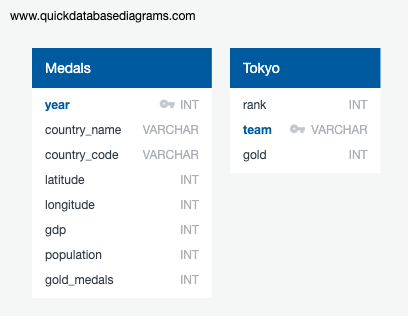 www.quickdatabasediagrams.com
Medals
year INT
country_name VARCHAR
country_code VARCHAR
latitude INT
longitude INT
gdp INT
population INT
gold_medals INT
Tokyo
rank INT
team VARCHAR
gold INT